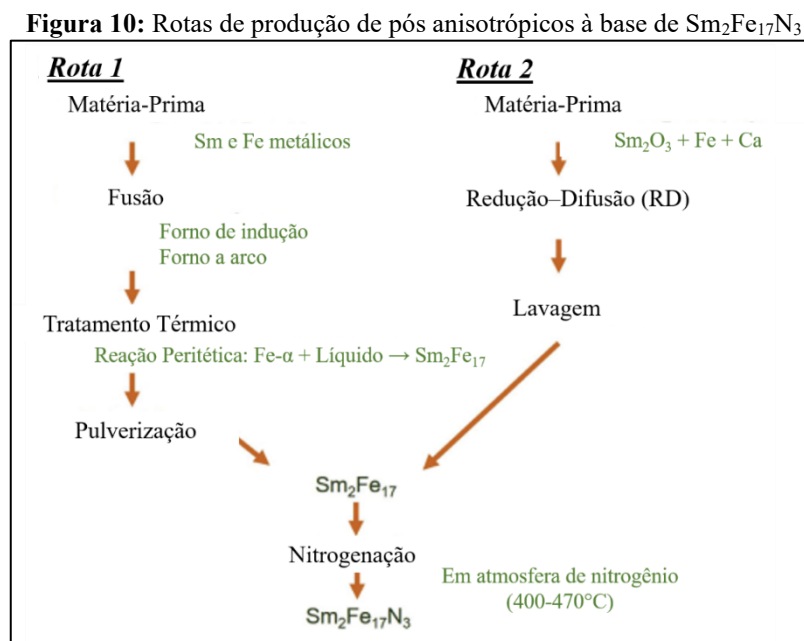 Figura 10: Rotas de produção de pós anisotrópicos à base de Sm₂Fe₁₇N₃
Rota 1
Matéria-Prima
Sm e Fe metálicos
Fusão
Forno de indução
Forno a arco
Tratamento Térmico
Reação Peritética: Fe-α + Líquido → Sm₂Fe₁₇
Pulverização
Rota 2
Matéria-Prima
Sm₂O₃ + Fe + Ca
Redução–Difusão (RD)
Lavagem
Sm₂Fe₁₇
Nitrogenação
Em atmosfera de nitrogênio
(400-470°C)
Sm₂Fe₁₇N₃